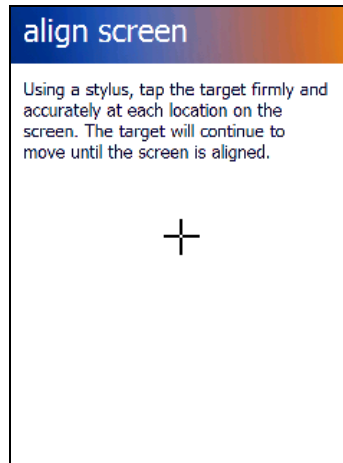 align screen
Using a stylus, tap the target firmly and
accurately at each location on the
screen. The target will continue to
move until the screen is aligned.